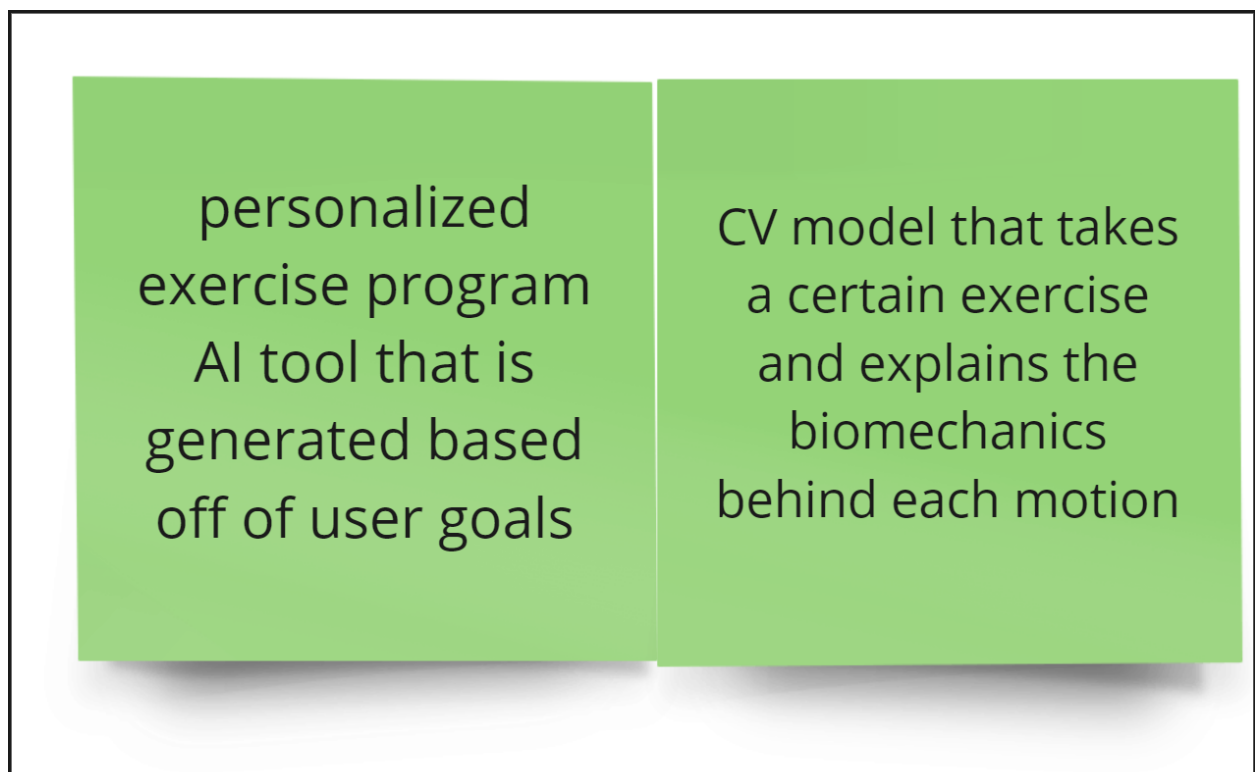 personalized
exercise program
AI tool that is
generated based
off of user goals
CV model that takes
a certain exercise
and explains the
biomechanics
behind each motion